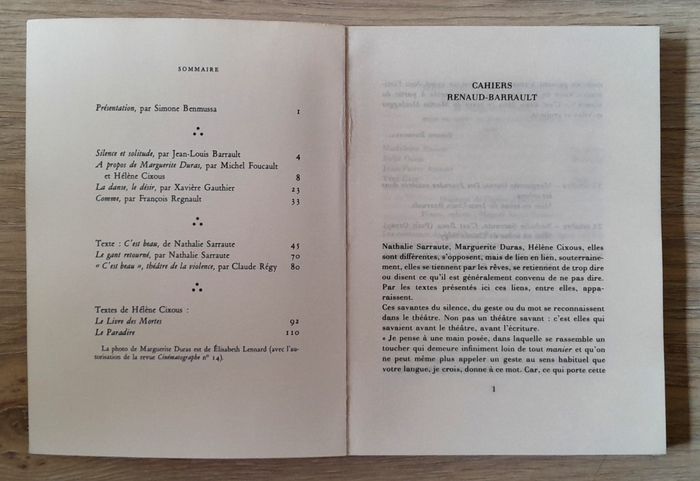 SOMMAIRE
Présentation, par Simone Benmussa 1
Silence et solitude, par Jean-Louis Barrault 4
A propos de Marguerite Duras, par Michel Foucault
et Hélène Cixous 8
La danse, le désir, par Xavière Gauthier 23
Comme, par François Regnault 33
Texte : C'est beau, de Nathalie Sarraute 45
Le gant retourné, par Nathalie Sarraute 70
« C'est beau », théâtre de la violence, par Claude Régy 80
Textes de Hélène Cixous :
Le Livre des Mortes 92
Le Paradire 110
La photo de Marguerite Duras est de Élisabeth Lennard (avec l'au-
torisation de la revue Cinématographe nº 14).
CAHIERS
RENAUD-BARRAULT
Nathalie Sarraute, Marguerite Duras, Hélène Cixous, elles
sont différentes, s'opposent, mais de lien en lien, souterraine-
ment, elles se tiennent par les rêves, se retiennent de trop dire
ou disent ce qu'il est généralement convenu de ne pas dire.
Par les textes présentés ici ces liens, entre elles, appa-
raissent.
Ces savantes du silence, du geste ou du mot se rencontrent
dans le théâtre. Non pas un théâtre savant : c'est elles qui
savaient avant le théâtre, avant l'écriture.
« Je pense à une main posée, dans laquelle se rassemble un
toucher qui demeure infiniment loin de tout manier et qu'on
ne peut même plus appeler un geste au sens habituel que
votre langue, je crois, donne à ce mot. Car, ce qui porte cette
1